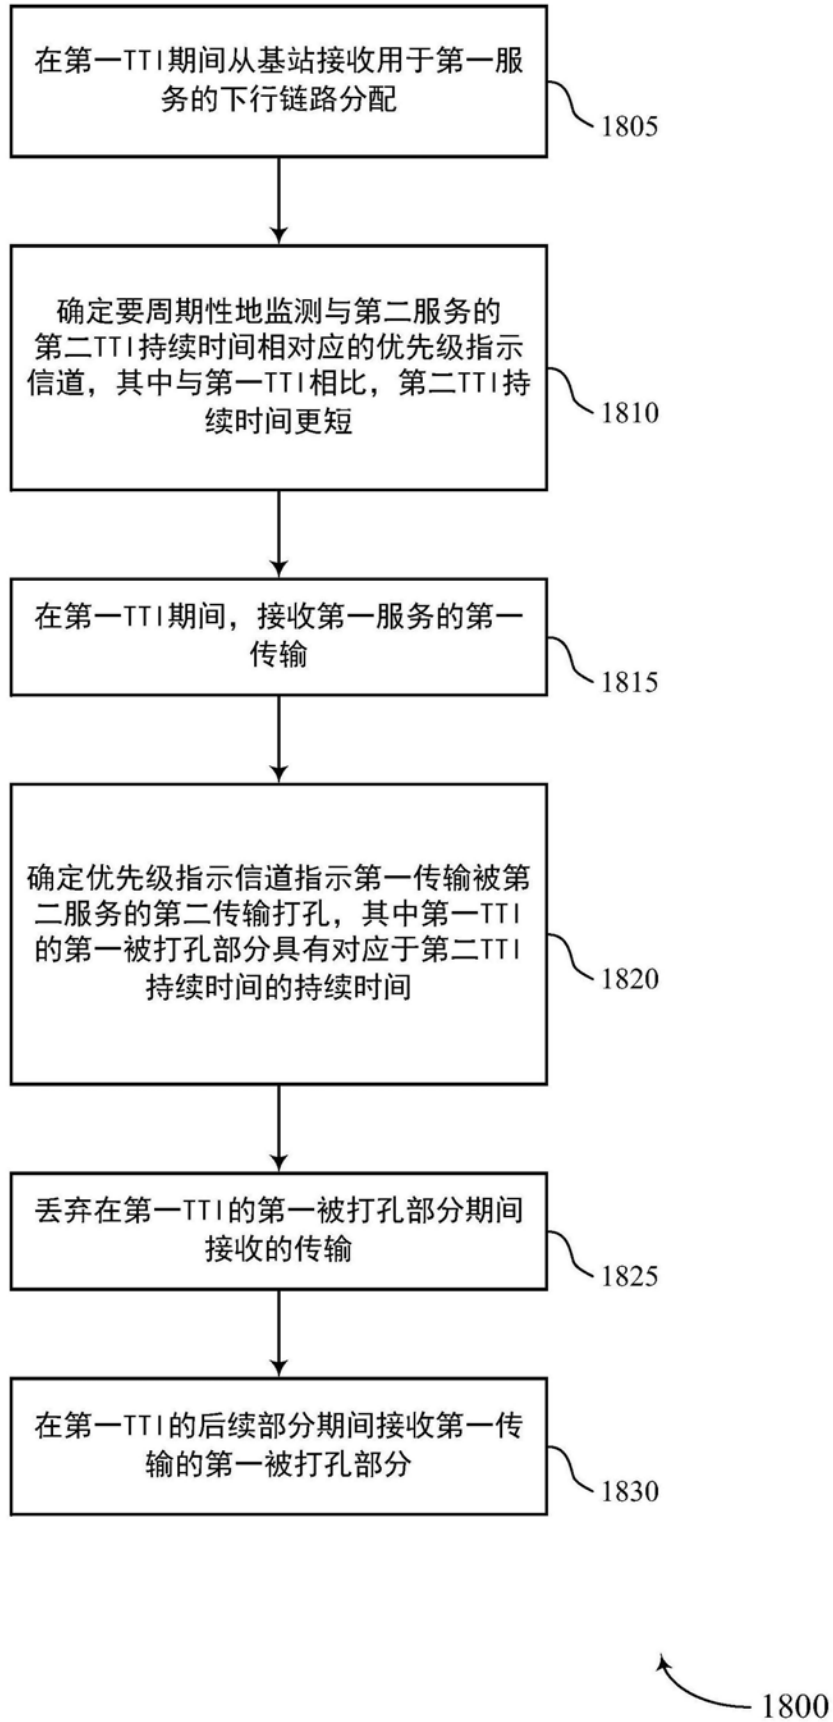 在第一TTI期间从基站接收用于第一服
务的下行链路分配
1805
确定要周期性地监测与第二服务的
第二TTI持续时间相对应的优先级指示
信道，其中与第一TTI相比，第二TTI持
续时间更短
1810
在第一TTI期间，接收第一服务的第一
传输
1815
确定优先级指示信道指示第一传输被第
二服务的第二传输打孔，其中第一TTI
的第一被打孔部分具有对应于第二TTI
持续时间的持续时间
1820
丢弃在第一TTI的第一被打孔部分期间
接收的传输
1825
在第一TTI的后续部分期间接收第一传
输的第一被打孔部分
1830
1800